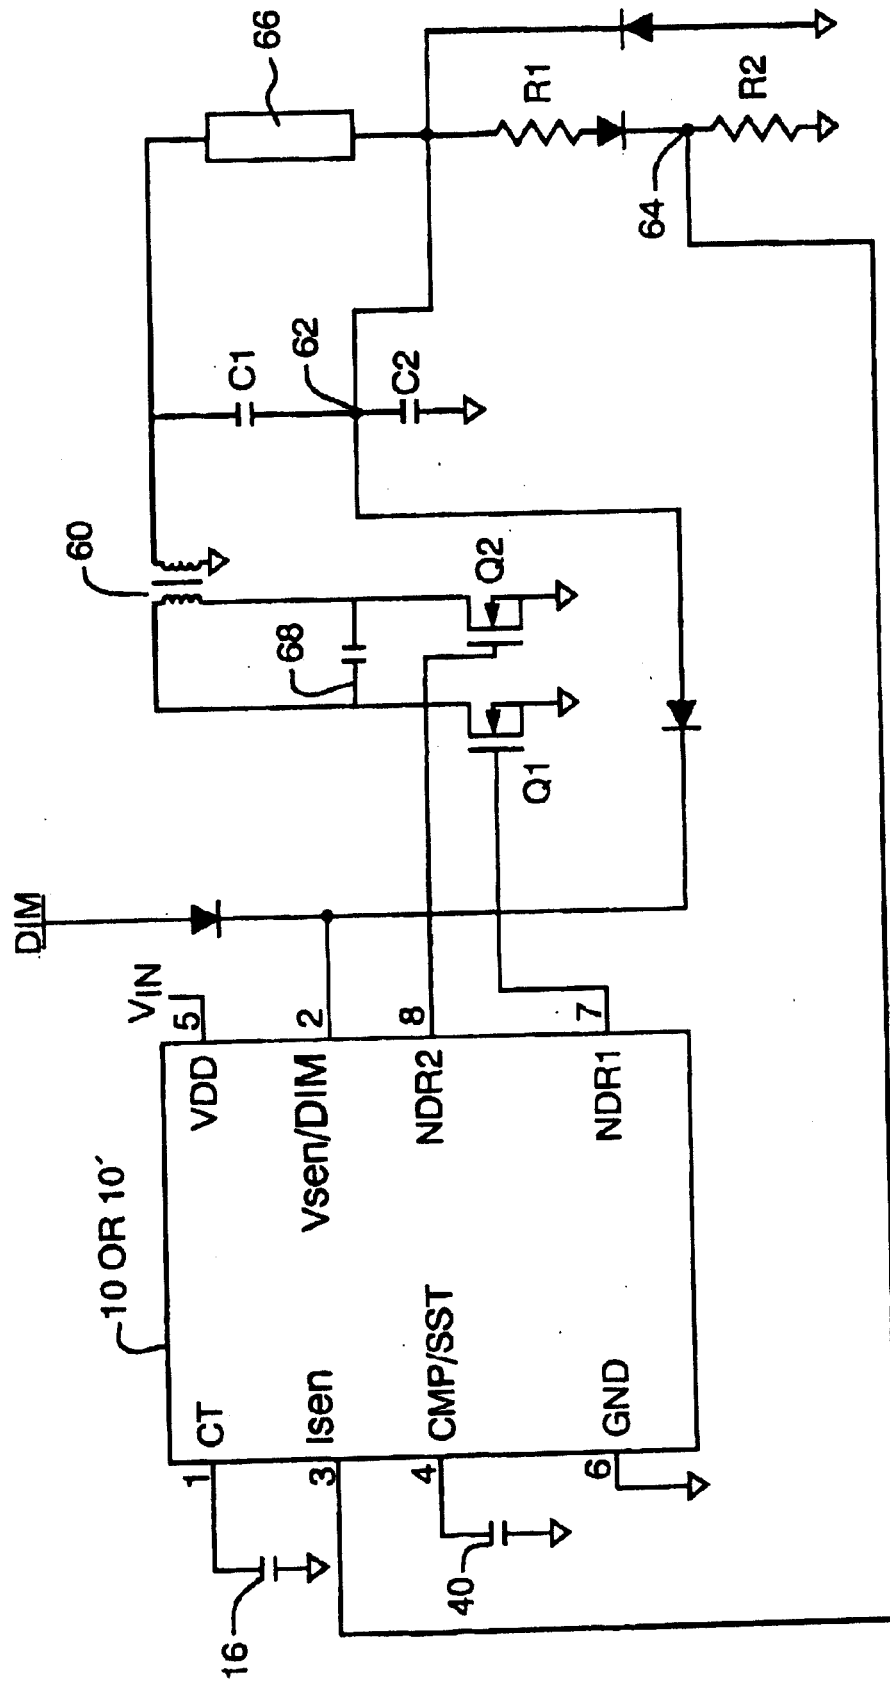 10 OR 10′
DIM
VIN
60
66
CT
VDD
1
5
16
Isen
Vsen/DIM
3
2
CMP/SST
NDR2
4
8
40
GND
NDR1
6
7
68
Q1
Q2
C1
62
C2
R1
64
R2